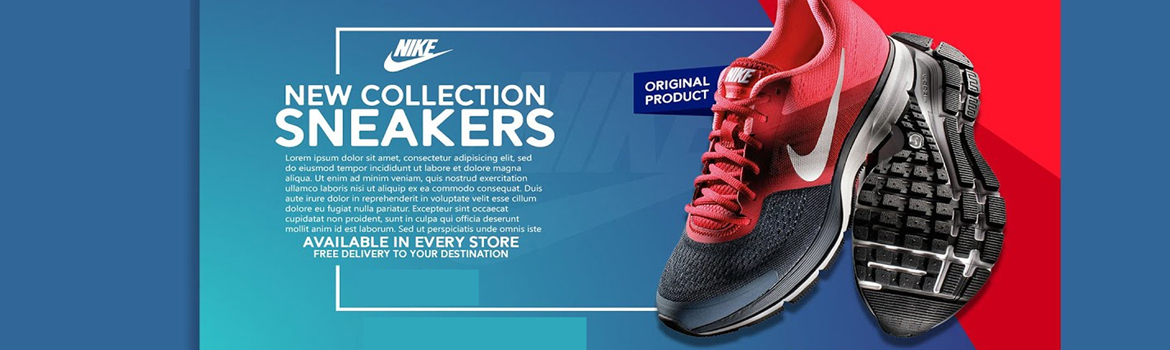 NIKE
NEW COLLECTION
SNEAKERS
Lorem ipsum dolor sit amet, consectetur adipisicing elit, sed
do eiusmod tempor incididunt ut labore et dolore magna
aliqua. Ut enim ad minim veniam, quis nostrud exercitation
ullamco laboris nisi ut aliquip ex ea commodo consequat. Duis
aute irure dolor in reprehenderit in voluptate velit esse cillum
dolore eu fugiat nulla pariatur. Excepteur sint occaecat
cupidatat non proident, sunt in culpa qui officia deserunt
mollit anim id est laborum. Sed ut perspiciatis unde omnis iste
AVAILABLE IN EVERY STORE
FREE DELIVERY TO YOUR DESTINATION
NIKE
ORIGINAL
PRODUCT
NIKE